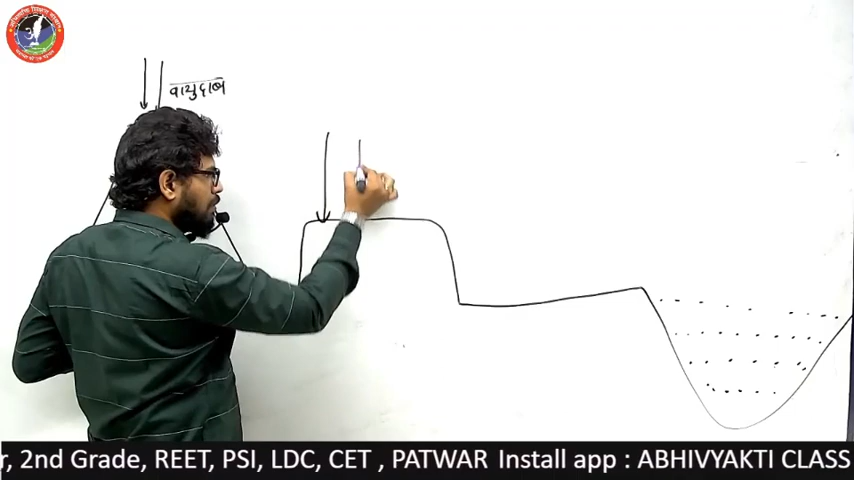 वायुदाब
r, 2nd Grade, REET, PSI, LDC, CET , PATWAR Install app : ABHIVYAKTI CLASS